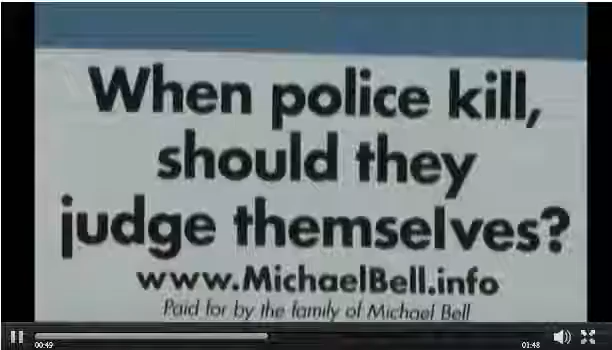 When police kill,
should they
judge themselves?
www.MichaelBell.info
Paid for by the family of Michael Bell
00:49
01:48